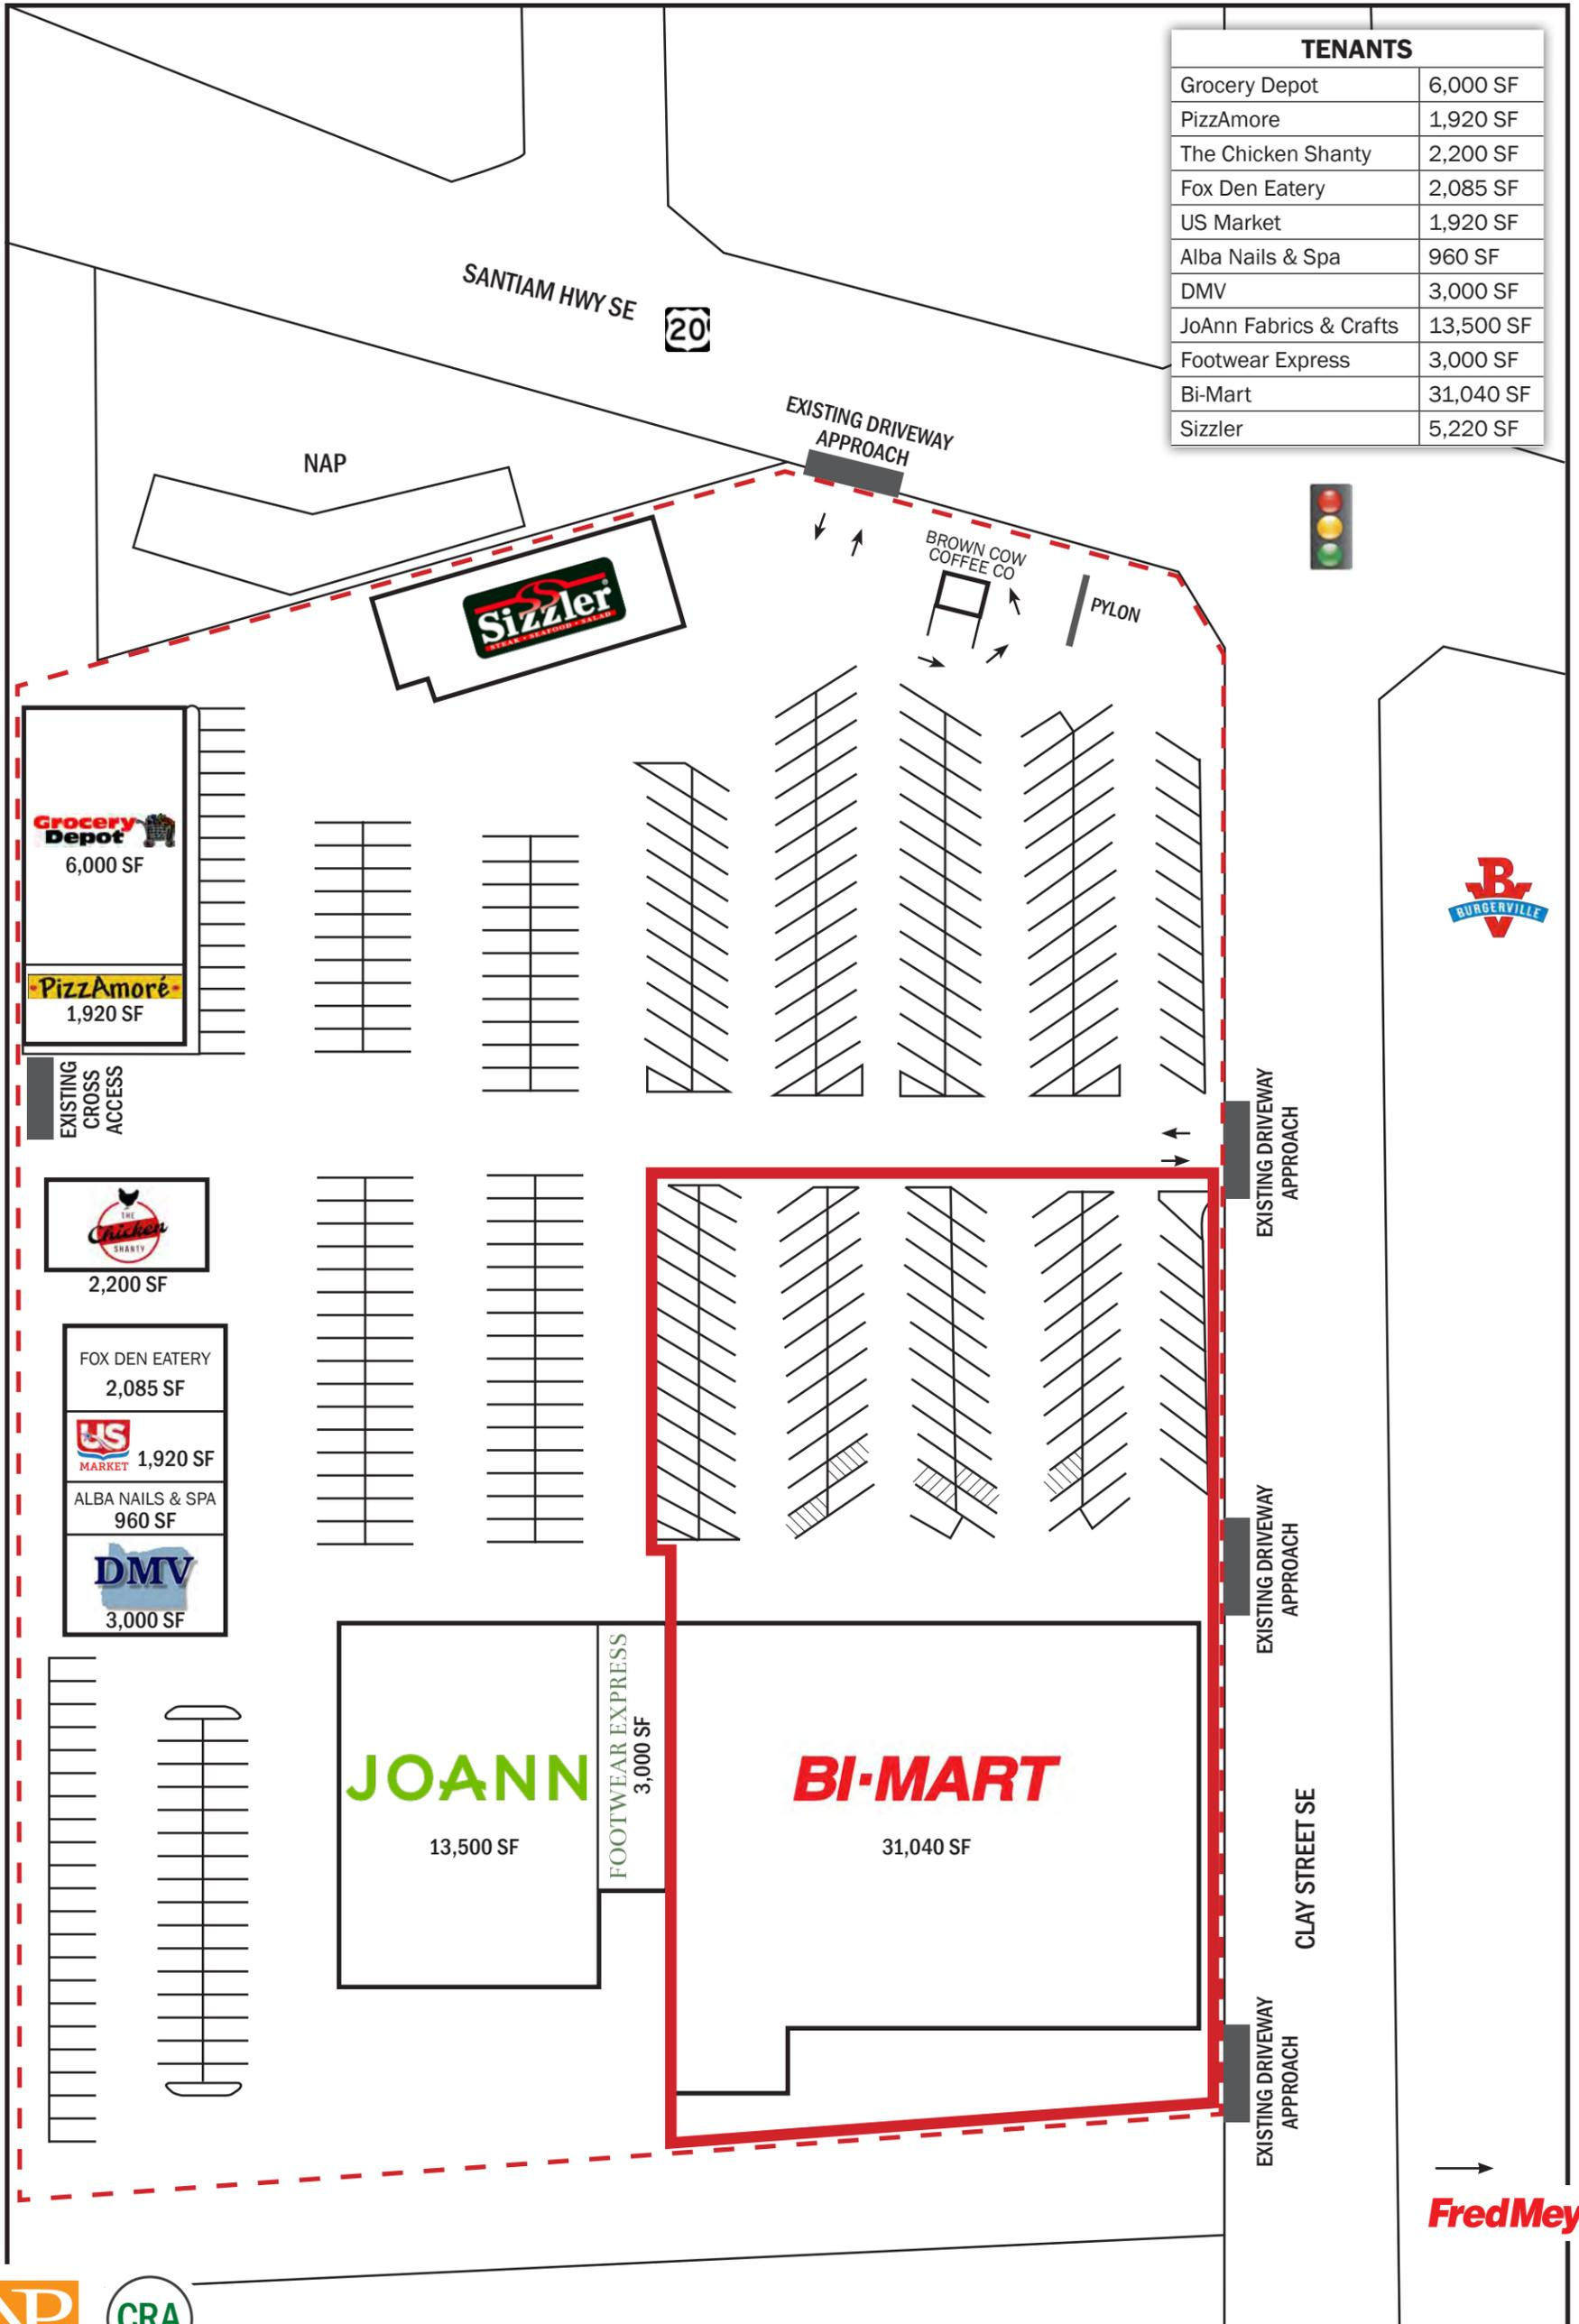 TENANTS
Grocery Depot 6,000 SF
PizzAmore 1,920 SF
The Chicken Shanty 2,200 SF
Fox Den Eatery 2,085 SF
US Market 1,920 SF
Alba Nails & Spa 960 SF
DMV 3,000 SF
JoAnn Fabrics & Crafts 13,500 SF
Footwear Express 3,000 SF
Bi-Mart 31,040 SF
Sizzler 5,220 SF
SANTIAM HWY SE
20
EXISTING DRIVEWAY
APPROACH
NAP
BROWN COW
COFFEE CO
PYLON
Sizzler®
STEAK • SEAFOOD • SALAD
Grocery
Depot
6,000 SF
PizzAmoré
1,920 SF
B
BURGERVILLE
V
EXISTING
CROSS
ACCESS
EXISTING DRIVEWAY
APPROACH
THE
Chicken
SHANTY
2,200 SF
FOX DEN EATERY
2,085 SF
US
MARKET
1,920 SF
ALBA NAILS & SPA
960 SF
DMV
3,000 SF
EXISTING DRIVEWAY
APPROACH
JOANN
13,500 SF
FOOTWEAR EXPRESS
3,000 SF
BI-MART
31,040 SF
CLAY STREET SE
EXISTING DRIVEWAY
APPROACH
Fred Mey
CRA